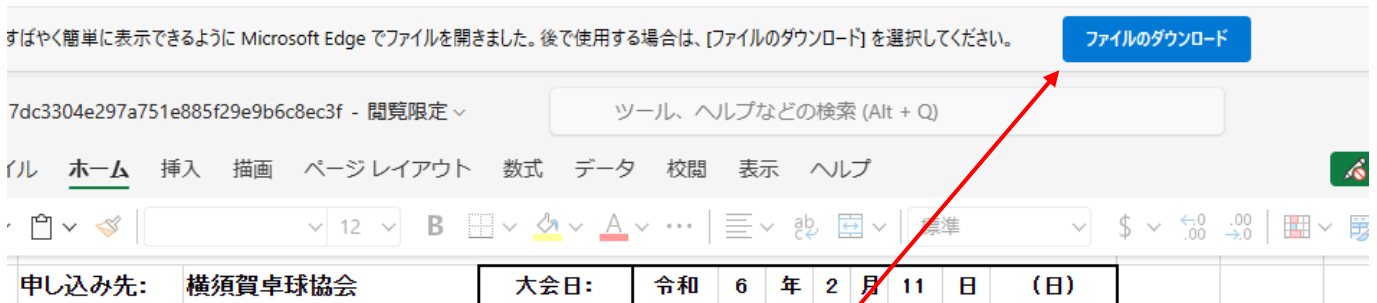 すばやく簡単に表示できるように Microsoft Edge でファイルを開きました。後で使用する場合は、[ファイルのダウンロード] を選択してください。 ファイルのダウンロード
7dc3304e297a751e885f29e9b6c8ec3f - 閲覧限定 ツール、ヘルプなどの検索 (Alt + Q)
イル ホーム 挿入 描画 ページ レイアウト 数式 データ 校閲 表示 ヘルプ
12 B A ... ab 標準 $ .00 .00
申し込み先: 横須賀卓球協会 大会日: 令和 6 年 2 月 11 日 (日)